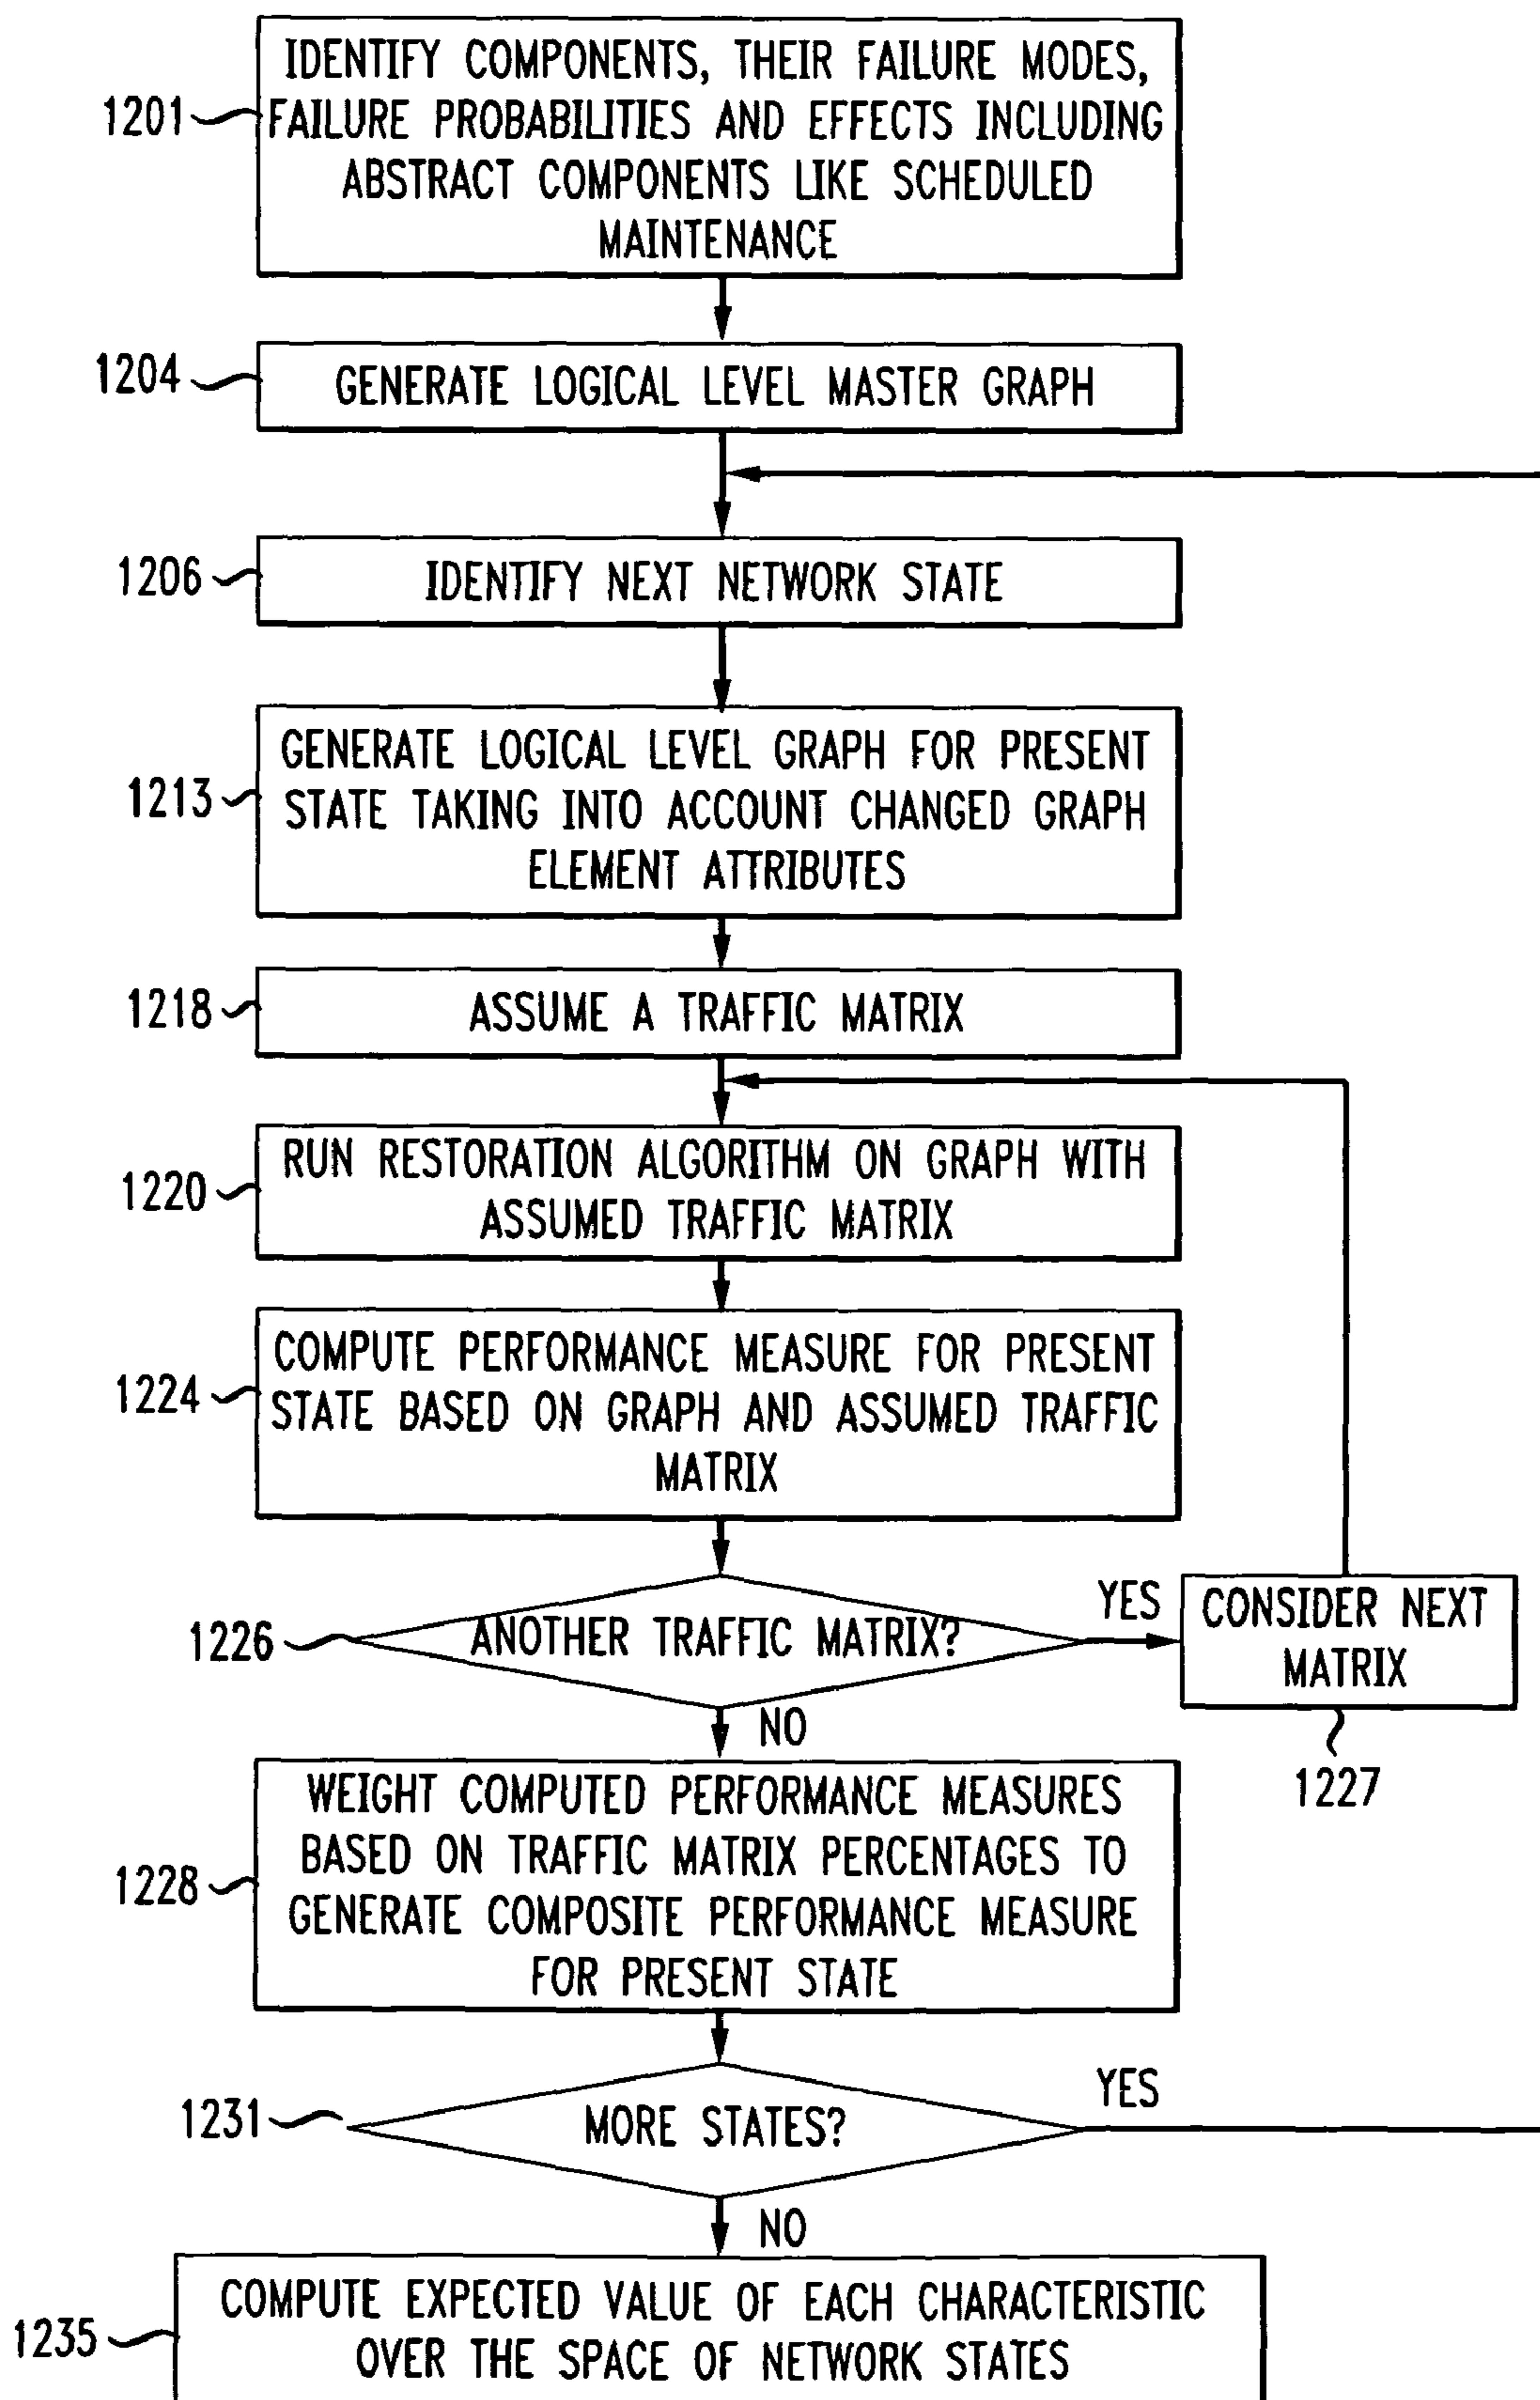 IDENTIFY COMPONENTS, THEIR FAILURE MODES,
1201
FAILURE PROBABILITIES AND EFFECTS INCLUDING
ABSTRACT COMPONENTS LIKE SCHEDULED
MAINTENANCE
1204
GENERATE LOGICAL LEVEL MASTER GRAPH
1206
IDENTIFY NEXT NETWORK STATE
GENERATE LOGICAL LEVEL GRAPH FOR PRESENT
1213
STATE TAKING INTO ACCOUNT CHANGED GRAPH
ELEMENT ATTRIBUTES
1218
ASSUME A TRAFFIC MATRIX
RUN RESTORATION ALGORITHM ON GRAPH WITH
1220
ASSUMED TRAFFIC MATRIX
COMPUTE PERFORMANCE MEASURE FOR PRESENT
1224
STATE BASED ON GRAPH AND ASSUMED TRAFFIC
MATRIX
1226
ANOTHER TRAFFIC MATRIX?
YES
CONSIDER NEXT
MATRIX
1227
NO
WEIGHT COMPUTED PERFORMANCE MEASURES
BASED ON TRAFFIC MATRIX PERCENTAGES TO
1228
GENERATE COMPOSITE PERFORMANCE MEASURE
FOR PRESENT STATE
1231
MORE STATES?
YES
NO
COMPUTE EXPECTED VALUE OF EACH CHARACTERISTIC
1235
OVER THE SPACE OF NETWORK STATES